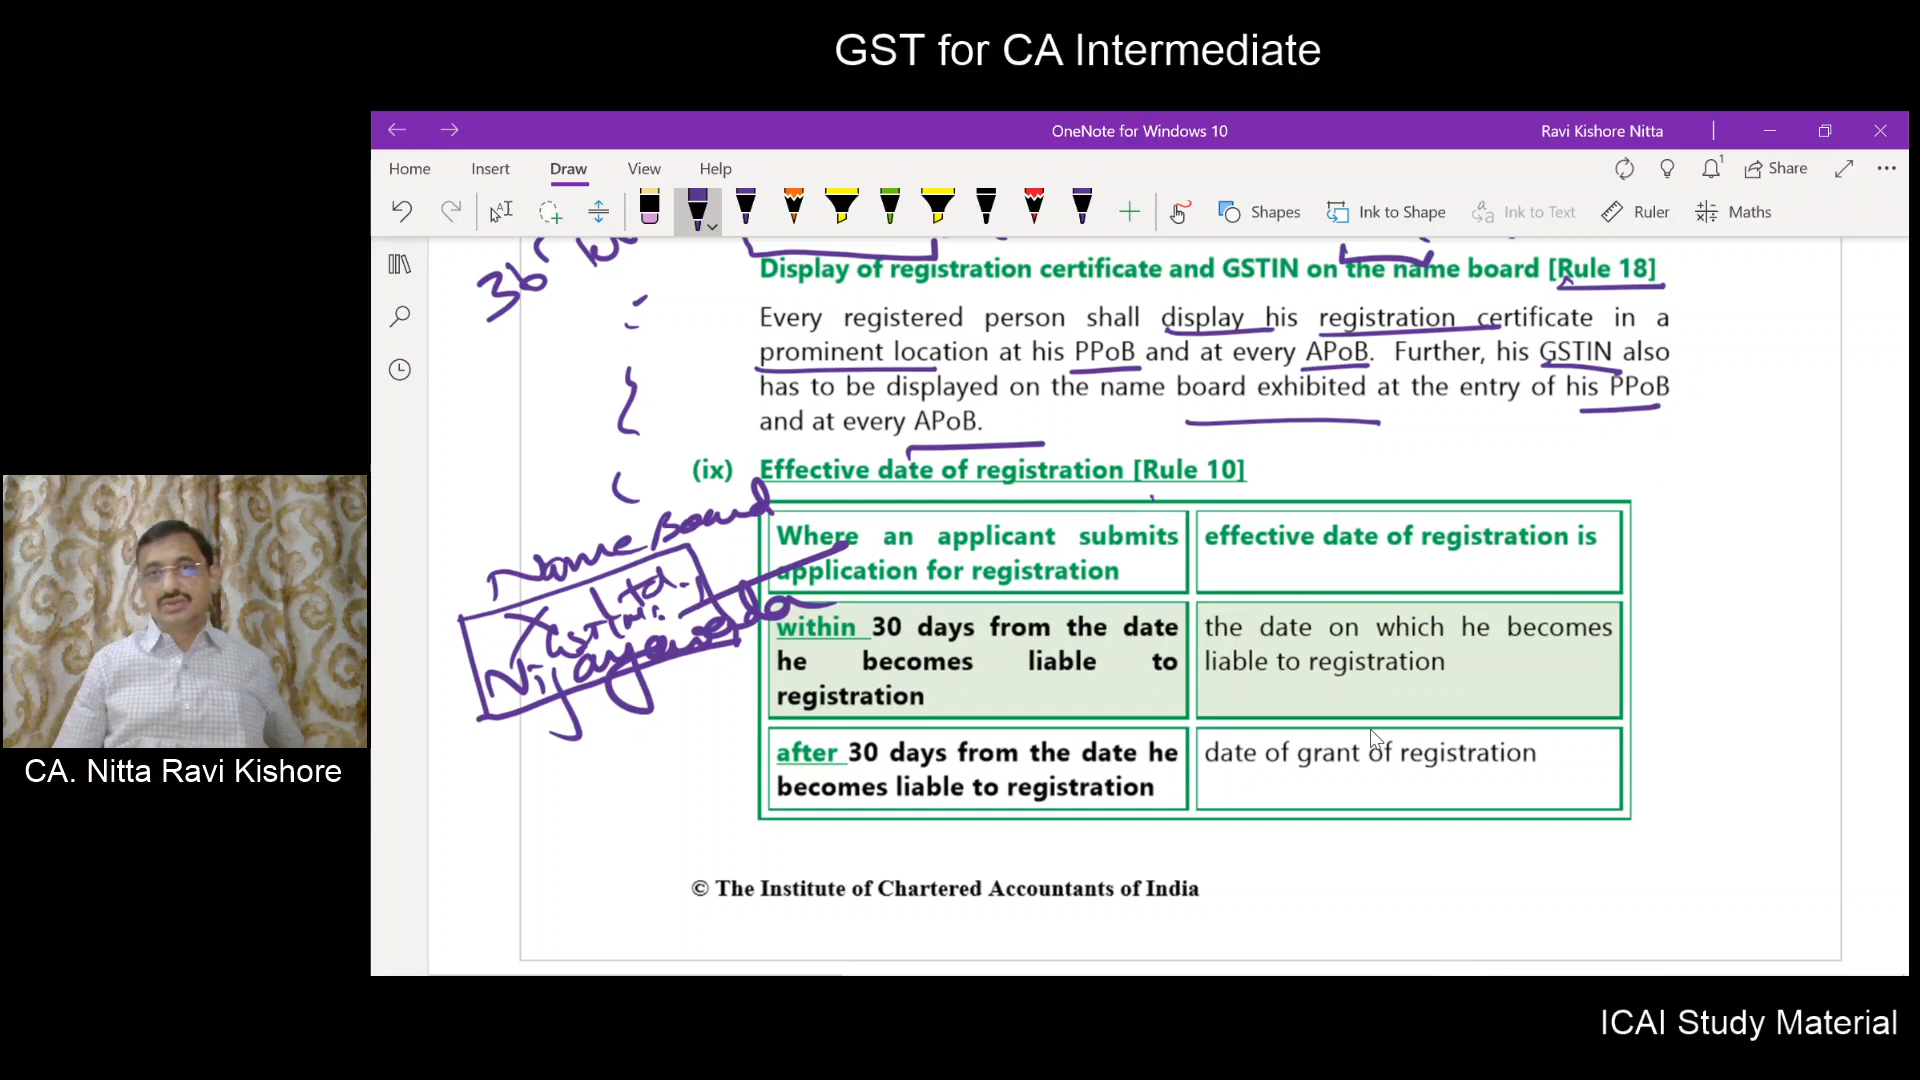 GST for CA Intermediate
OneNote for Windows 10
Ravi Kishore Nitta
Home Insert Draw View Help
Share
Shapes Ink to Shape Ink to Text Ruler Maths
36
Display of registration certificate and GSTIN on the name board [Rule 18]
Every registered person shall display his registration certificate in a
prominent location at his PPoB and at every APoB. Further, his GSTIN also
has to be displayed on the name board exhibited at the entry of his PPoB
and at every APoB.
(ix) Effective date of registration [Rule 10]
Name Board
X Ltd.
Where an applicant submits
application for registration
effective date of registration is
within 30 days from the date
he becomes liable to
registration
the date on which he becomes
liable to registration
after 30 days from the date he
becomes liable to registration
date of grant of registration
© The Institute of Chartered Accountants of India
CA. Nitta Ravi Kishore
ICAI Study Material